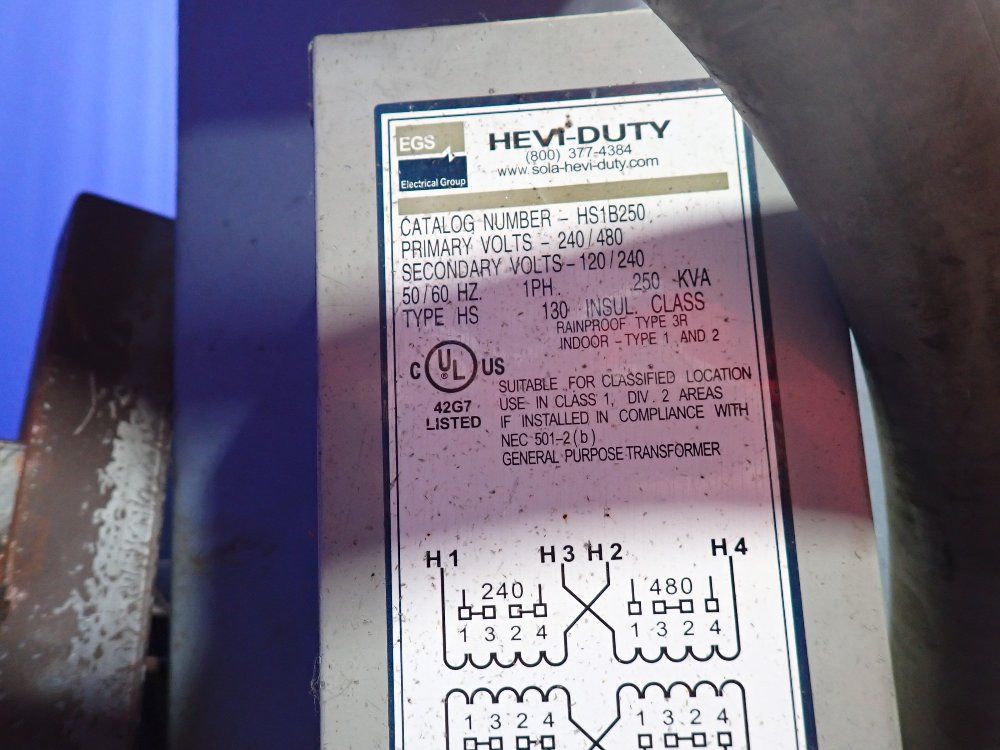 EGS
Electrical Group
HEVI-DUTY
(800) 377-4384
www.sola-hevi-duty.com
CATALOG NUMBER - HS1B250
PRIMARY VOLTS - 240/480
SECONDARY VOLTS - 120/240
50/60 HZ. 1PH. .250 KVA
TYPE HS 130 INSUL. CLASS
RAINPROOF TYPE 3R
INDOOR - TYPE 1 AND 2
C UL® US
42G7
LISTED
SUITABLE FOR CLASSIFIED LOCATION
USE IN CLASS 1, DIV. 2 AREAS
IF INSTALLED IN COMPLIANCE WITH
NEC 501-2(b)
GENERAL PURPOSE TRANSFORMER
H1 H3 H2 H4
240 480
1 3 2 4 1 3 2 4
1 3 2 4 1 3 2 4